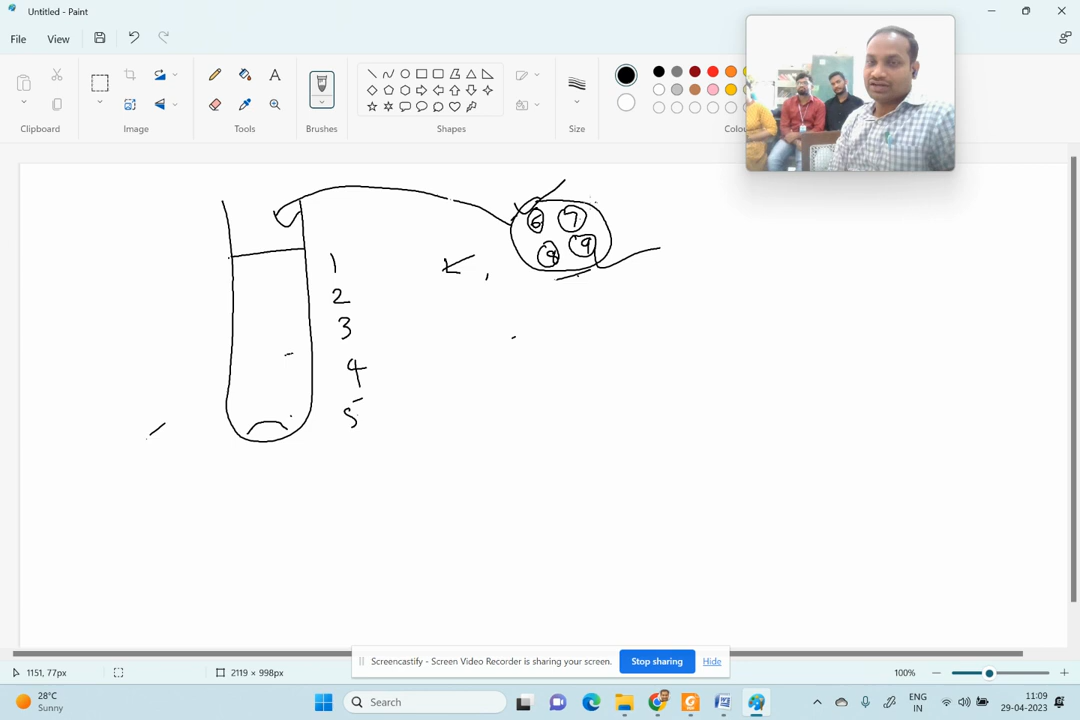 Untitled - Paint
File View
Clipboard Image Tools Brushes Shapes Size Colou
6 7
8 9
1
2
3
4
5
Screencastify - Screen Video Recorder is sharing your screen. Stop sharing Hide
1151, 77px 2119 × 998px 100%
28°C
Sunny
Search
ENG
IN
11:09
29-04-2023